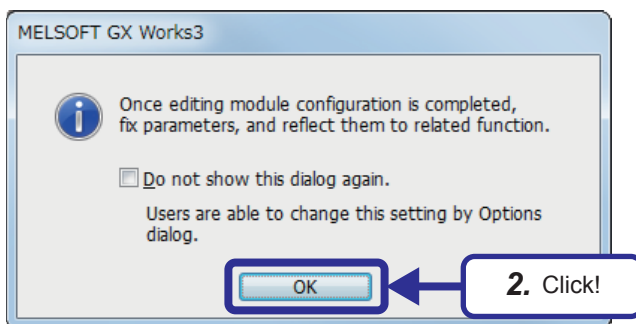 MELSOFT GX Works3
Once editing module configuration is completed,
fix parameters, and reflect them to related function.
Do not show this dialog again.
Users are able to change this setting by Options
dialog.
OK
2. Click!